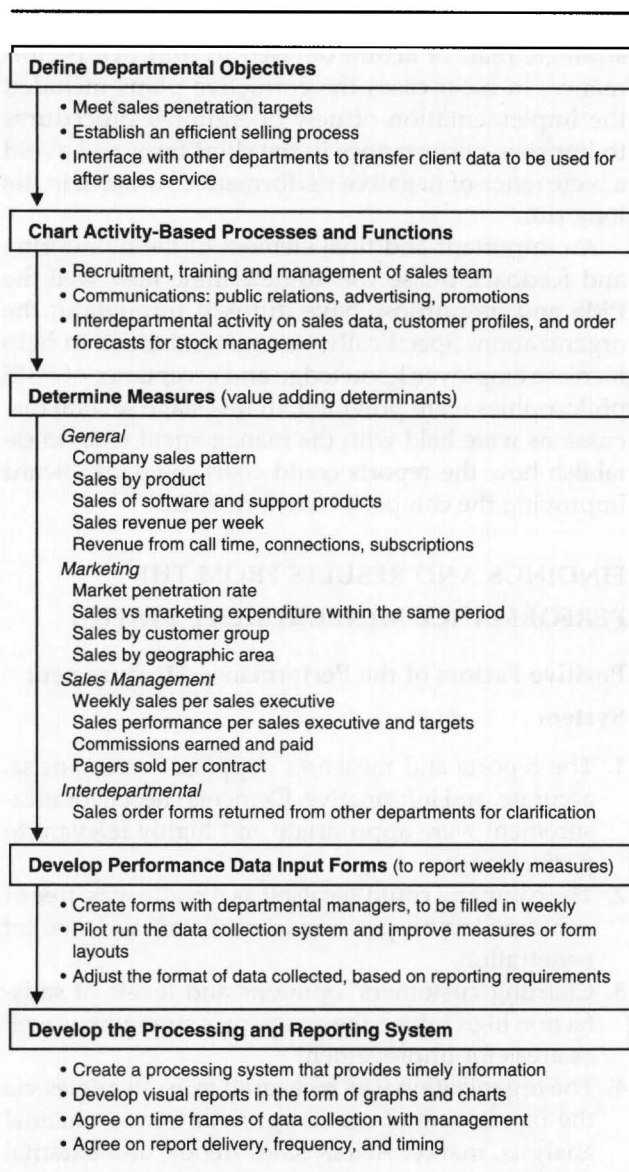 Define Departmental Objectives
• Meet sales penetration targets
• Establish an efficient selling process
• Interface with other departments to transfer client data to be used for
after sales service
Chart Activity-Based Processes and Functions
• Recruitment, training and management of sales team
• Communications: public relations, advertising, promotions
• Interdepartmental activity on sales data, customer profiles, and order
forecasts for stock management
Determine Measures (value adding determinants)
General
Company sales pattern
Sales by product
Sales of software and support products
Sales revenue per week
Revenue from call time, connections, subscriptions
Marketing
Market penetration rate
Sales vs marketing expenditure within the same period
Sales by customer group
Sales by geographic area
Sales Management
Weekly sales per sales executive
Sales performance per sales executive and targets
Commissions earned and paid
Pagers sold per contract
Interdepartmental
Sales order forms returned from other departments for clarification
Develop Performance Data Input Forms (to report weekly measures)
• Create forms with departmental managers to be filled in weekly
• Pilot run the data collection system and improve measures or form
layouts
• Adjust the format of data collected, based on reporting requirements
Develop the Processing and Reporting System
• Create a processing system that provides timely information
• Develop visual reports in the form of graphs and charts
• Agree on time frames of data collection with management
• Agree on report delivery, frequency, and timing